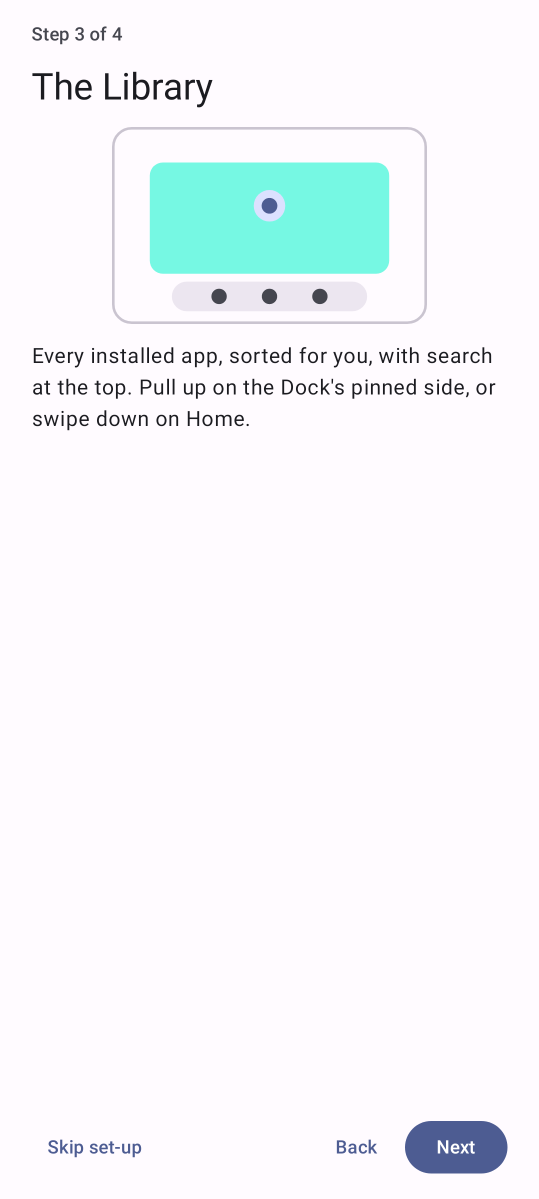 Step 3 of 4
The Library
Every installed app, sorted for you, with search
at the top. Pull up on the Dock's pinned side, or
swipe down on Home.
Skip set-up
Back
Next